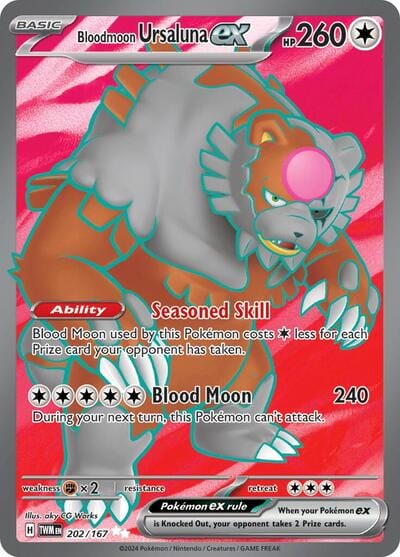 BASIC Bloodmoon Ursaluna ex HP 260
Ability Seasoned Skill
Blood Moon used by this Pokémon costs less for each
Prize card your opponent has taken.
Blood Moon 240
During your next turn, this Pokémon can't attack.
weakness ×2 resistance retreat
Illus. aky CG Works
Pokémon ex rule
When your Pokémon ex
is Knocked Out, your opponent takes 2 Prize cards.
H TWM EN 202/167
©2024 Pokémon / Nintendo / Creatures / GAME FREAK